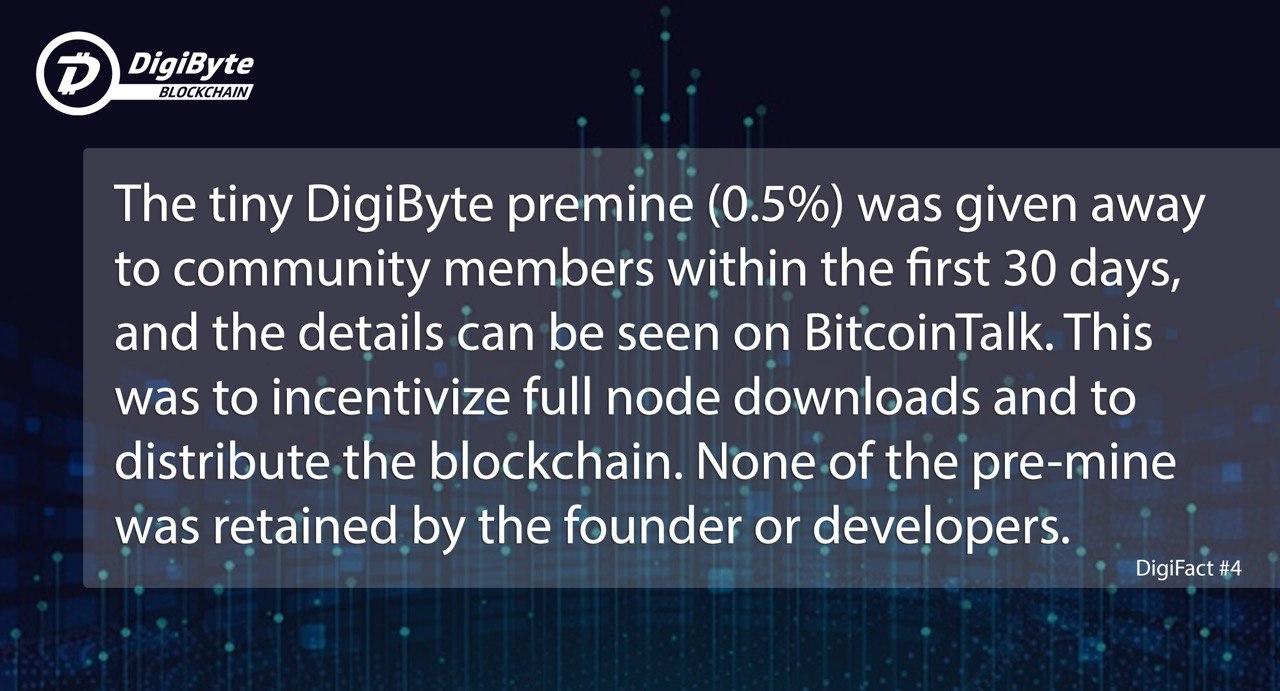 DigiByte
BLOCKCHAIN
The tiny DigiByte premine (0.5%) was given away
to community members within the first 30 days,
and the details can be seen on BitcoinTalk. This
was to incentivize full node downloads and to
distribute the blockchain. None of the pre-mine
was retained by the founder or developers.
DigiFact #4